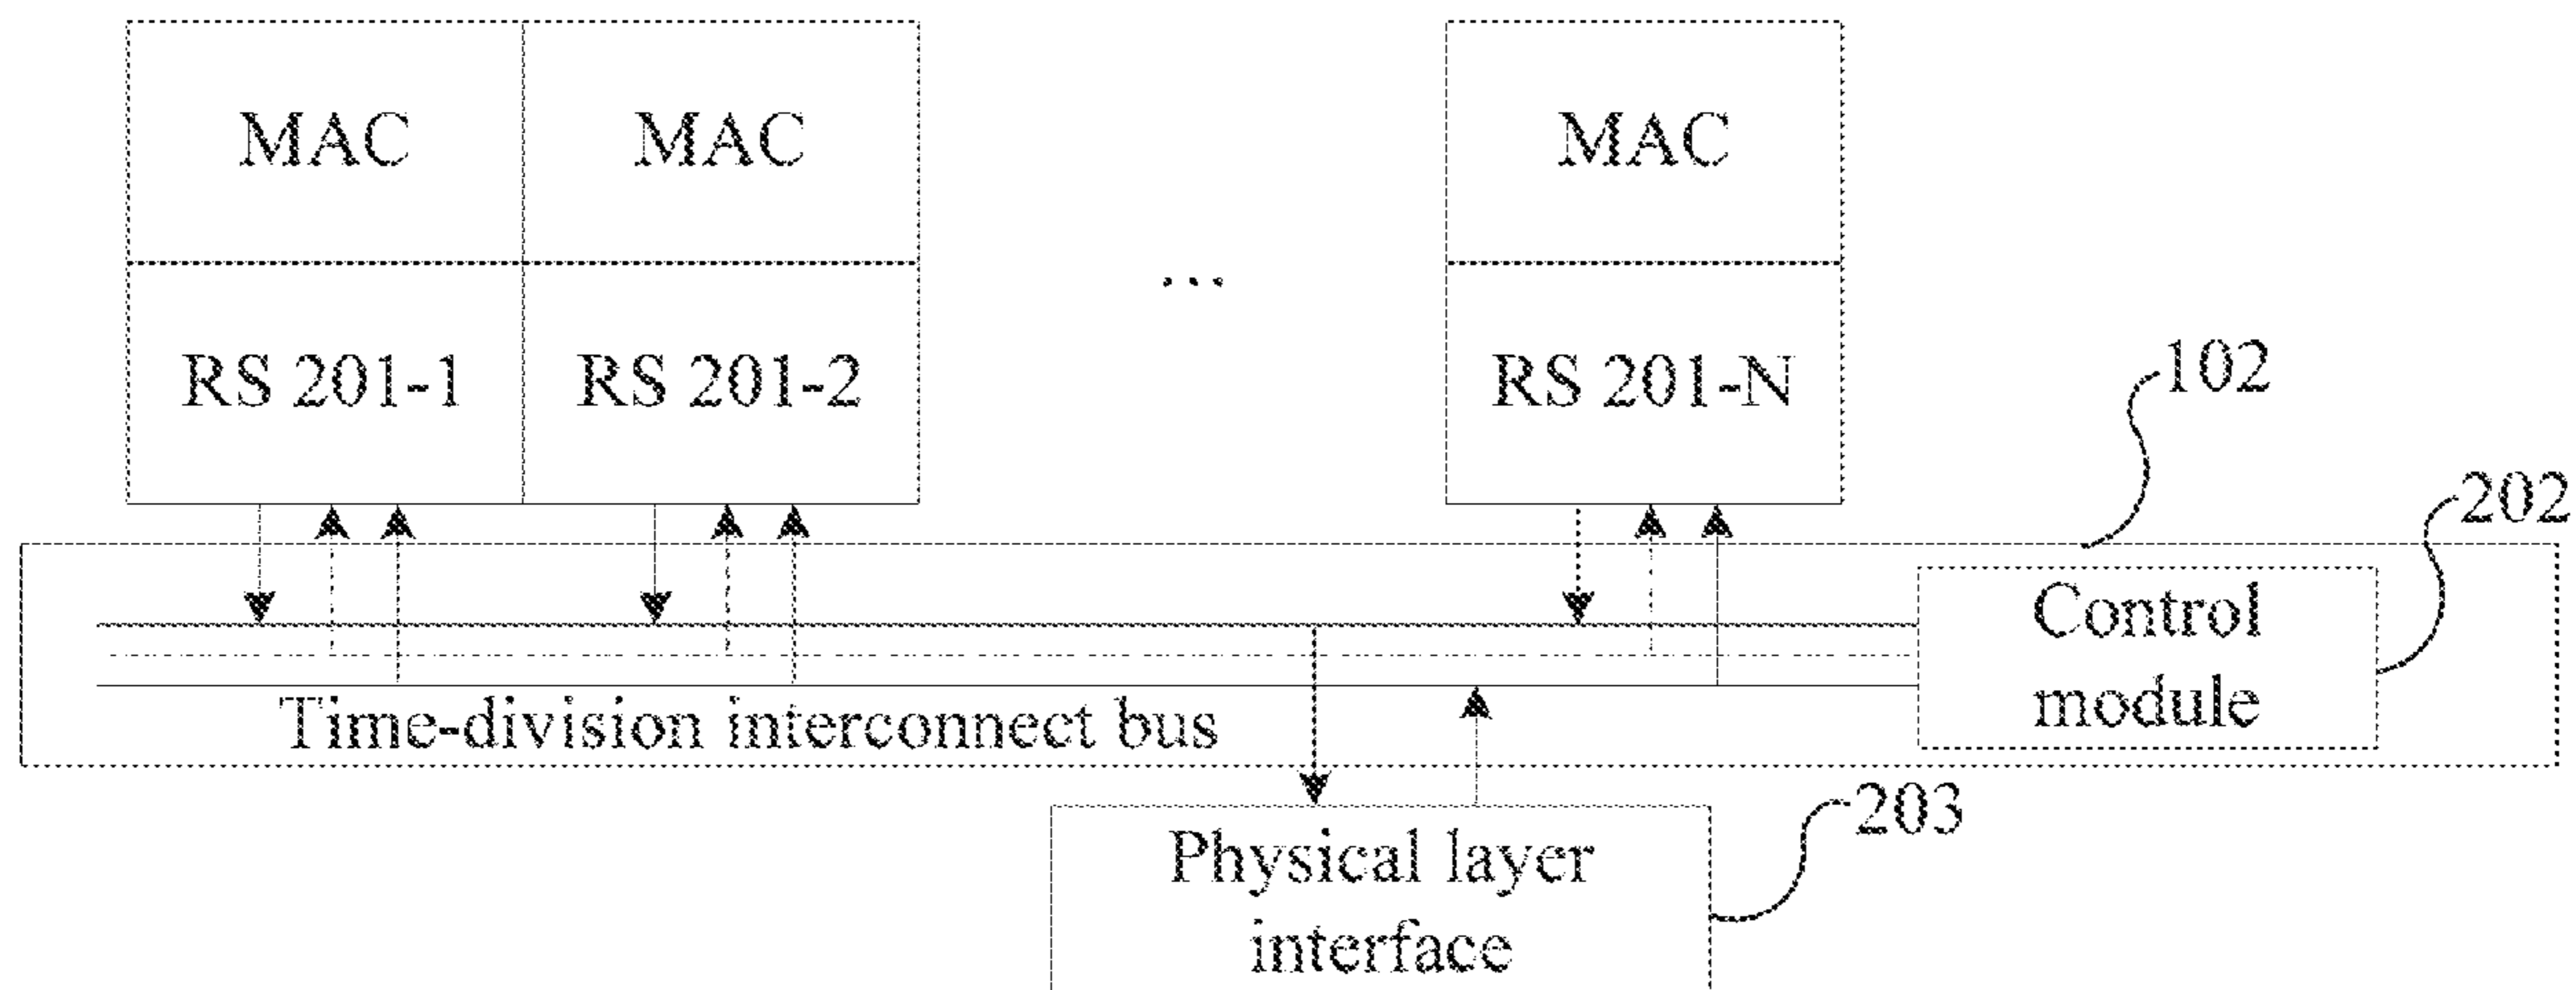 MAC MAC MAC
...
RS 201-1 RS 201-2 RS 201-N
102
202
Control
module
Time-division interconnect bus
203
Physical layer
interface